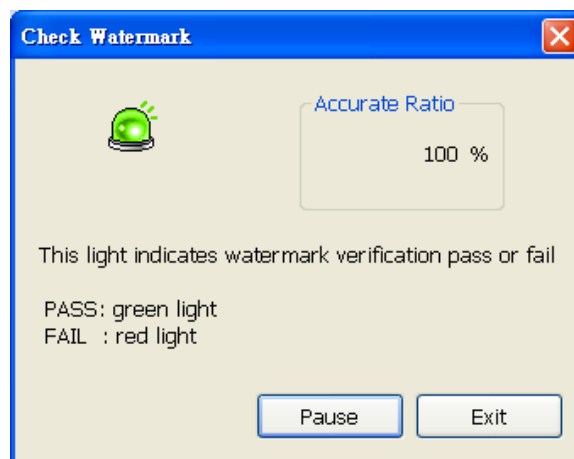 Check Watermark
Accurate Ratio
100 %
This light indicates watermark verification pass or fail
PASS: green light
FAIL : red light
Pause Exit